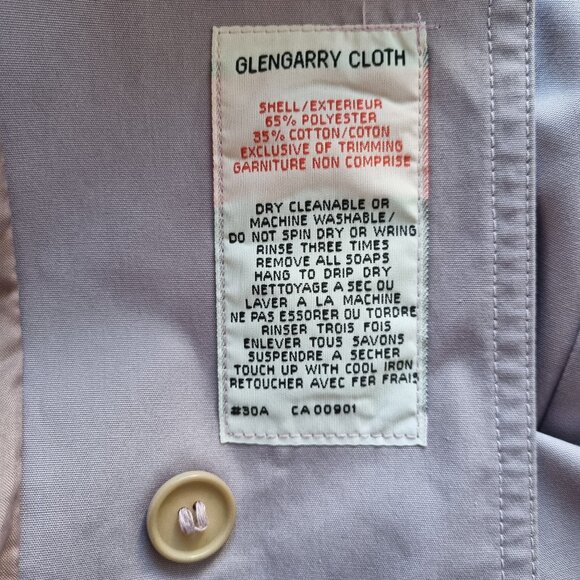 GLENGARRY CLOTH
SHELL/EXTERIEUR
65% POLYESTER
35% COTTON/COTON
EXCLUSIVE OF TRIMMING
GARNITURE NON COMPRISE
DRY CLEANABLE OR
MACHINE WASHABLE/
DO NOT SPIN DRY OR WRING
RINSE THREE TIMES
REMOVE ALL SOAPS
HANG TO DRIP DRY
NETTOYAGE A SEC OU
LAVER A LA MACHINE
NE PAS ESSORER OU TORDRE
RINSER TROIS FOIS
ENLEVER TOUS SAVONS
SUSPENDRE A SECHER
TOUCH UP WITH COOL IRON
RETOUCHER AVEC FER FRAIS
#30A CA 00901